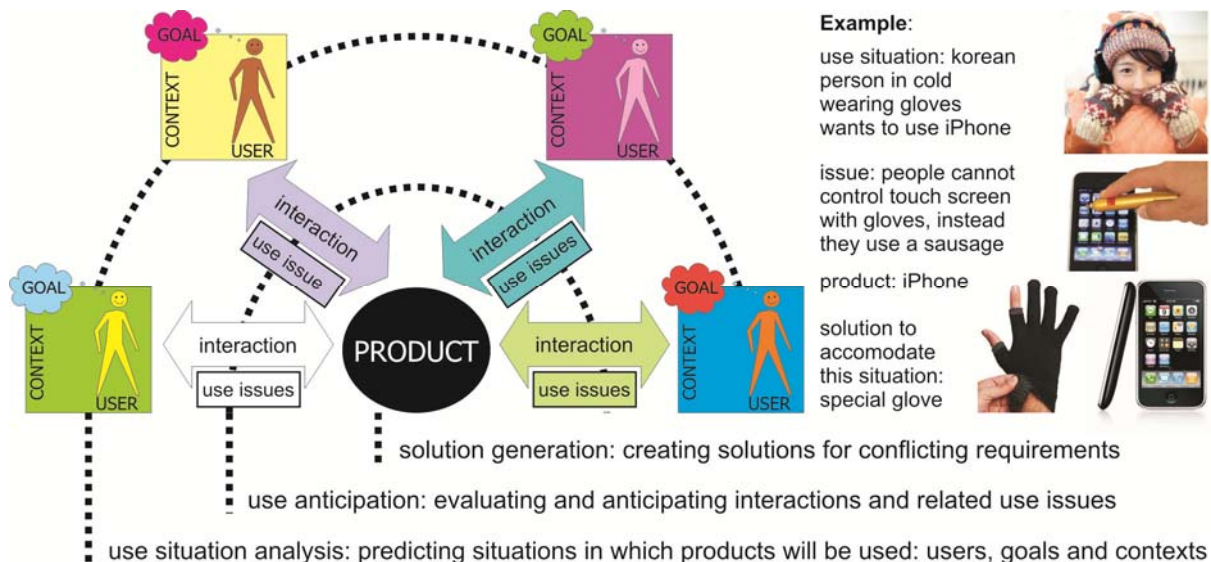 GOAL
CONTEXT
USER
GOAL
CONTEXT
USER
interaction
use issue
interaction
use issues
GOAL
CONTEXT
USER
interaction
use issues
PRODUCT
interaction
use issues
GOAL
CONTEXT
USER
solution generation: creating solutions for conflicting requirements
use anticipation: evaluating and anticipating interactions and related use issues
use situation analysis: predicting situations in which products will be used: users, goals and contexts
Example:
use situation: korean
person in cold
wearing gloves
wants to use iPhone
issue: people cannot
control touch screen
with gloves, instead
they use a sausage
product: iPhone
solution to
accomodate
this situation:
special glove